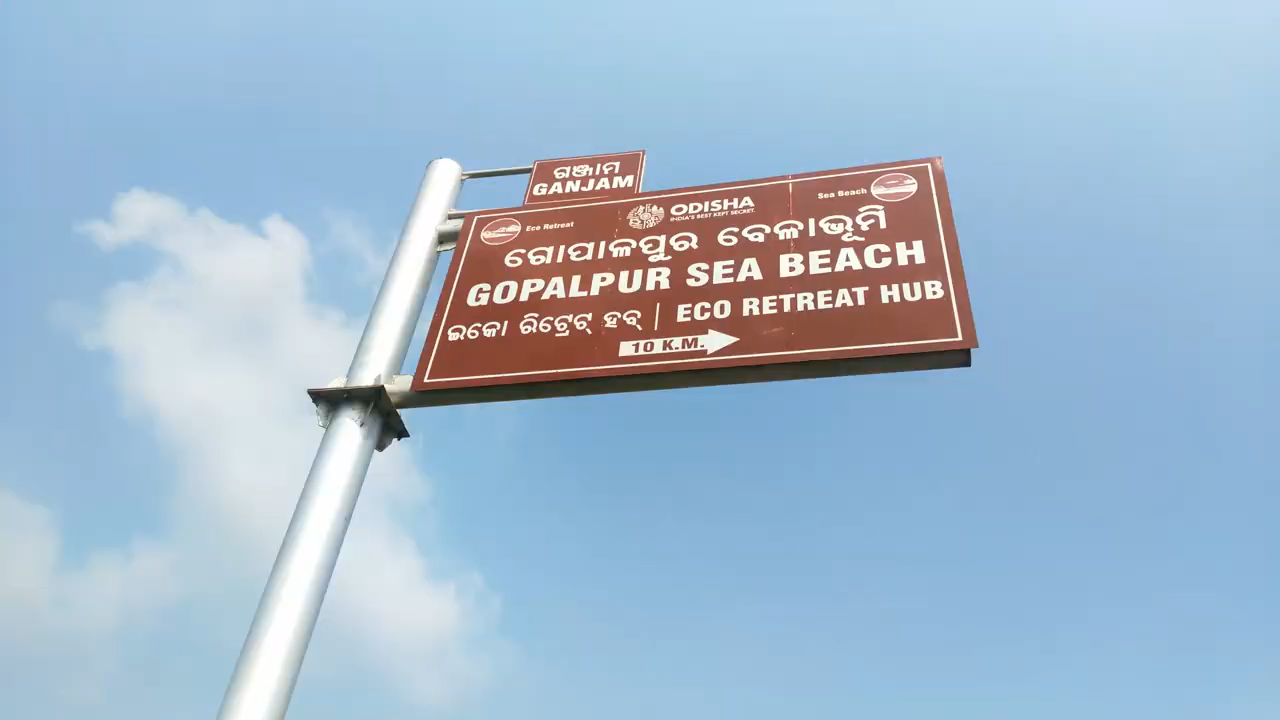 ଗଞ୍ଜାମ
GANJAM
Eco Retreat
ODISHA
INDIA'S BEST KEPT SECRET
Sea Beach
ଗୋପାଳପୁର ବେଳାଭୂମି
GOPALPUR SEA BEACH
ଇକୋ ରିଟ୍ରେଟ୍ ହବ୍ | ECO RETREAT HUB
10 K.M.